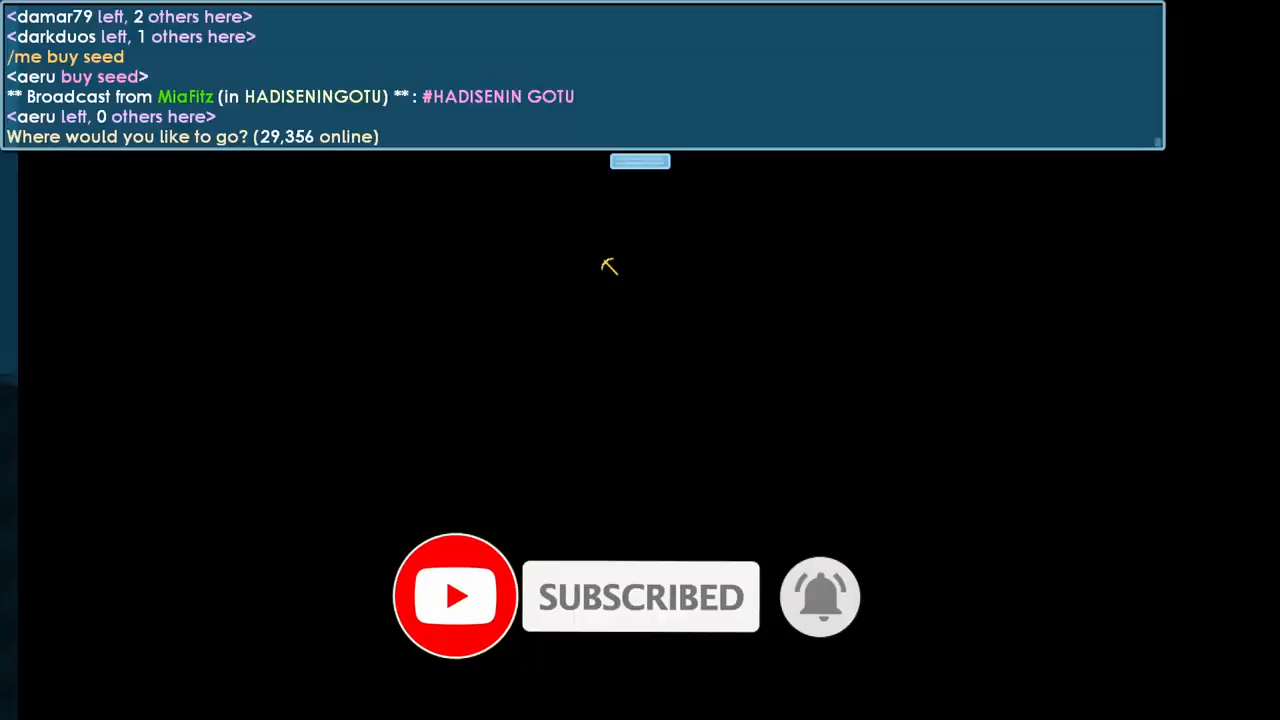 <damar79 left, 2 others here>
<darkduos left, 1 others here>
/me buy seed
<aeru buy seed>
** Broadcast from MiaFitz (in HADISENINGOTU) ** : #HADISENIN GOTU
<aeru left, 0 others here>
Where would you like to go? (29,356 online)
SUBSCRIBED